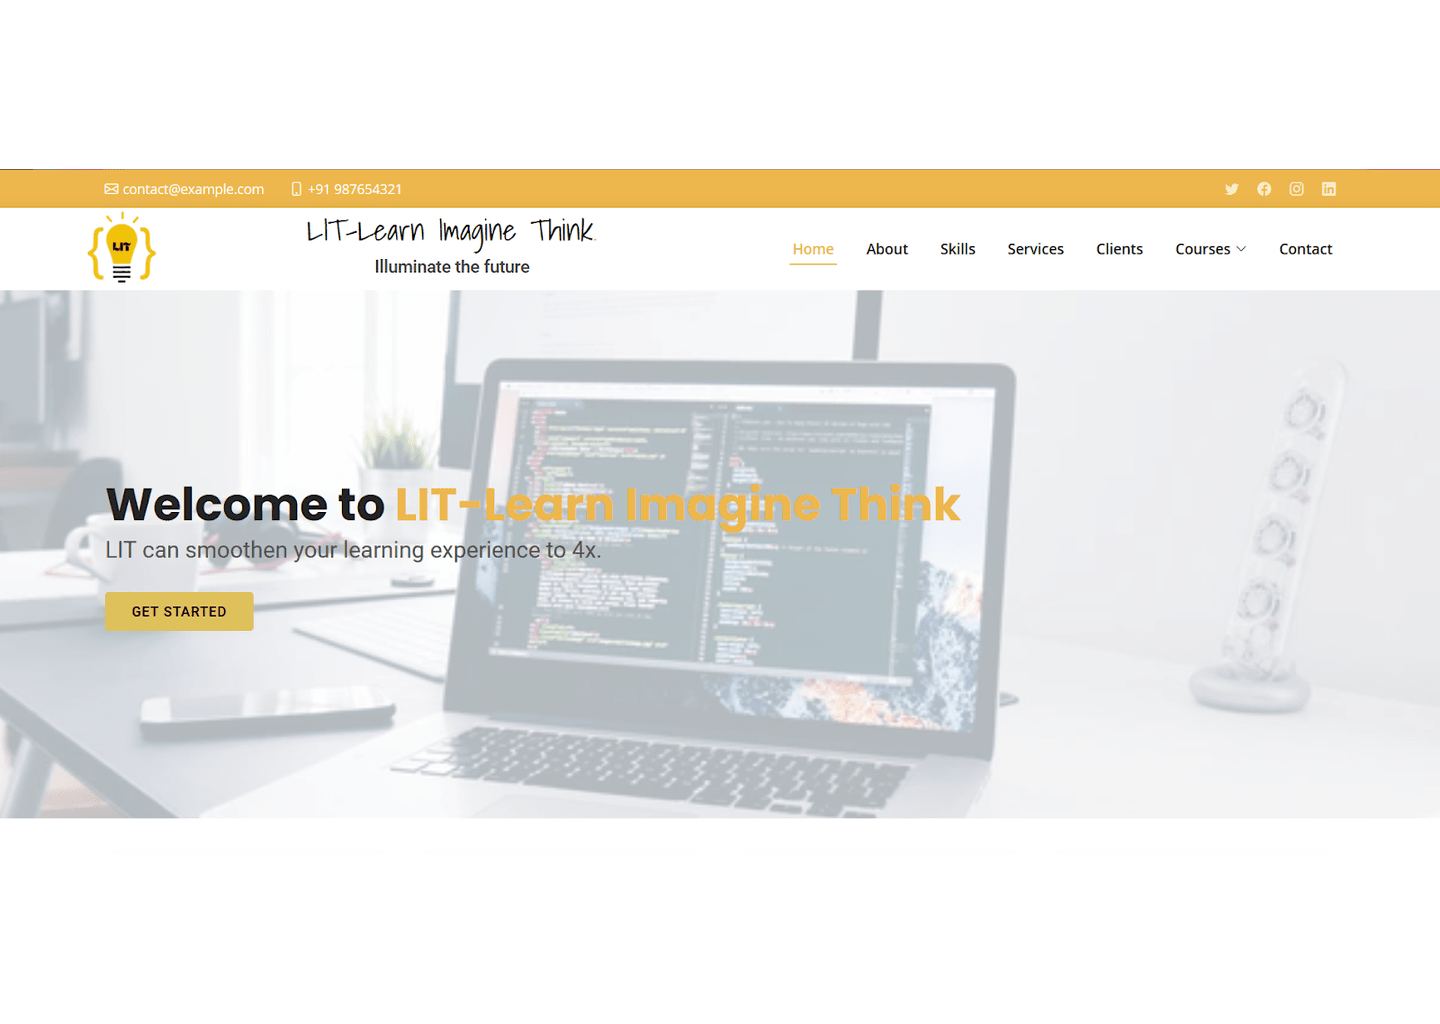 contact@example.com +91 987654321
LIT
LIT-Learn Imagine Think.
Illuminate the future
Home About Skills Services Clients Courses Contact
Welcome to LIT-Learn Imagine Think
LIT can smoothen your learning experience to 4x.
GET STARTED